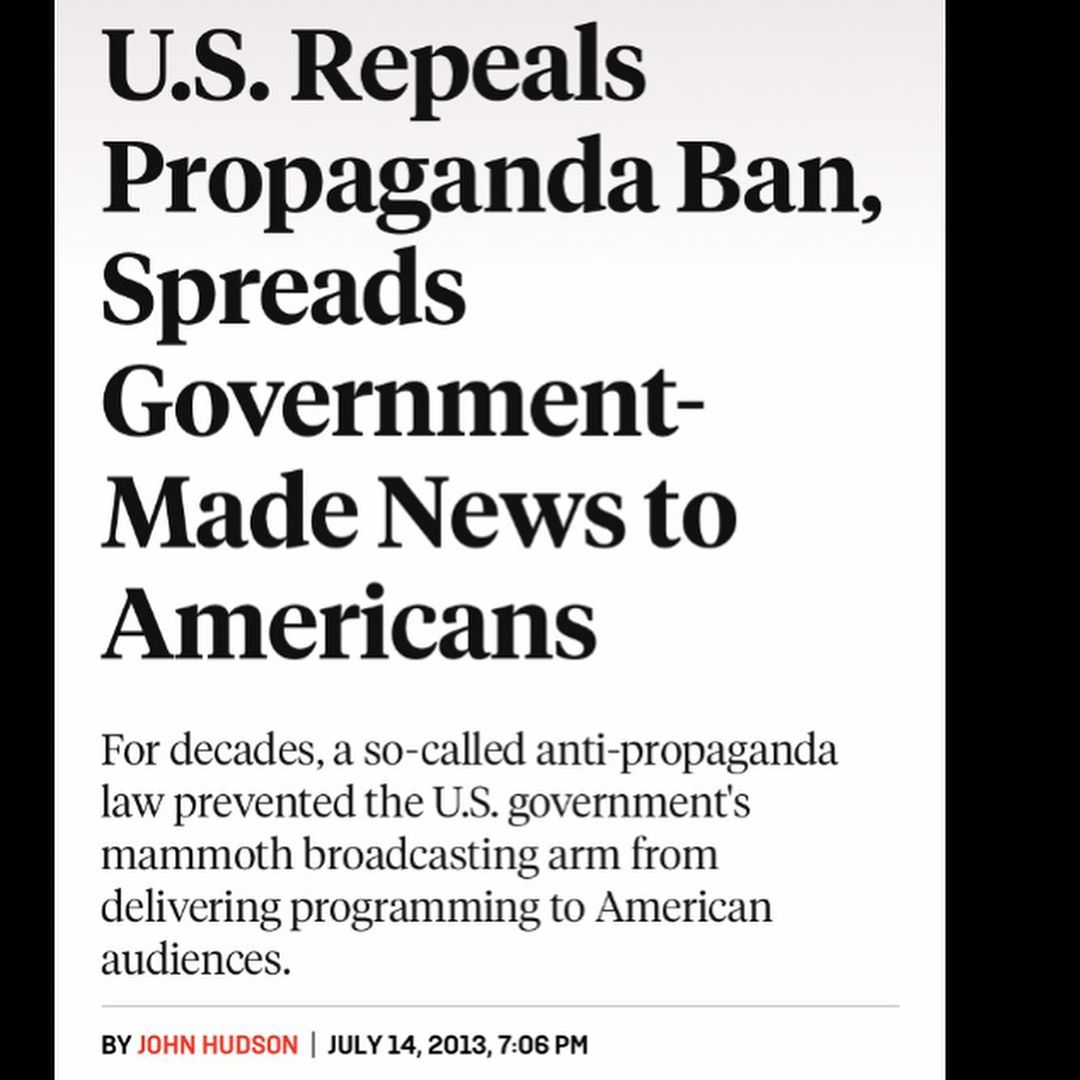 U.S. Repeals
Propaganda Ban,
Spreads
Government-
Made News to
Americans
For decades, a so-called anti-propaganda
law prevented the U.S. government's
mammoth broadcasting arm from
delivering programming to American
audiences.
BY JOHN HUDSON | JULY 14, 2013, 7:06 PM